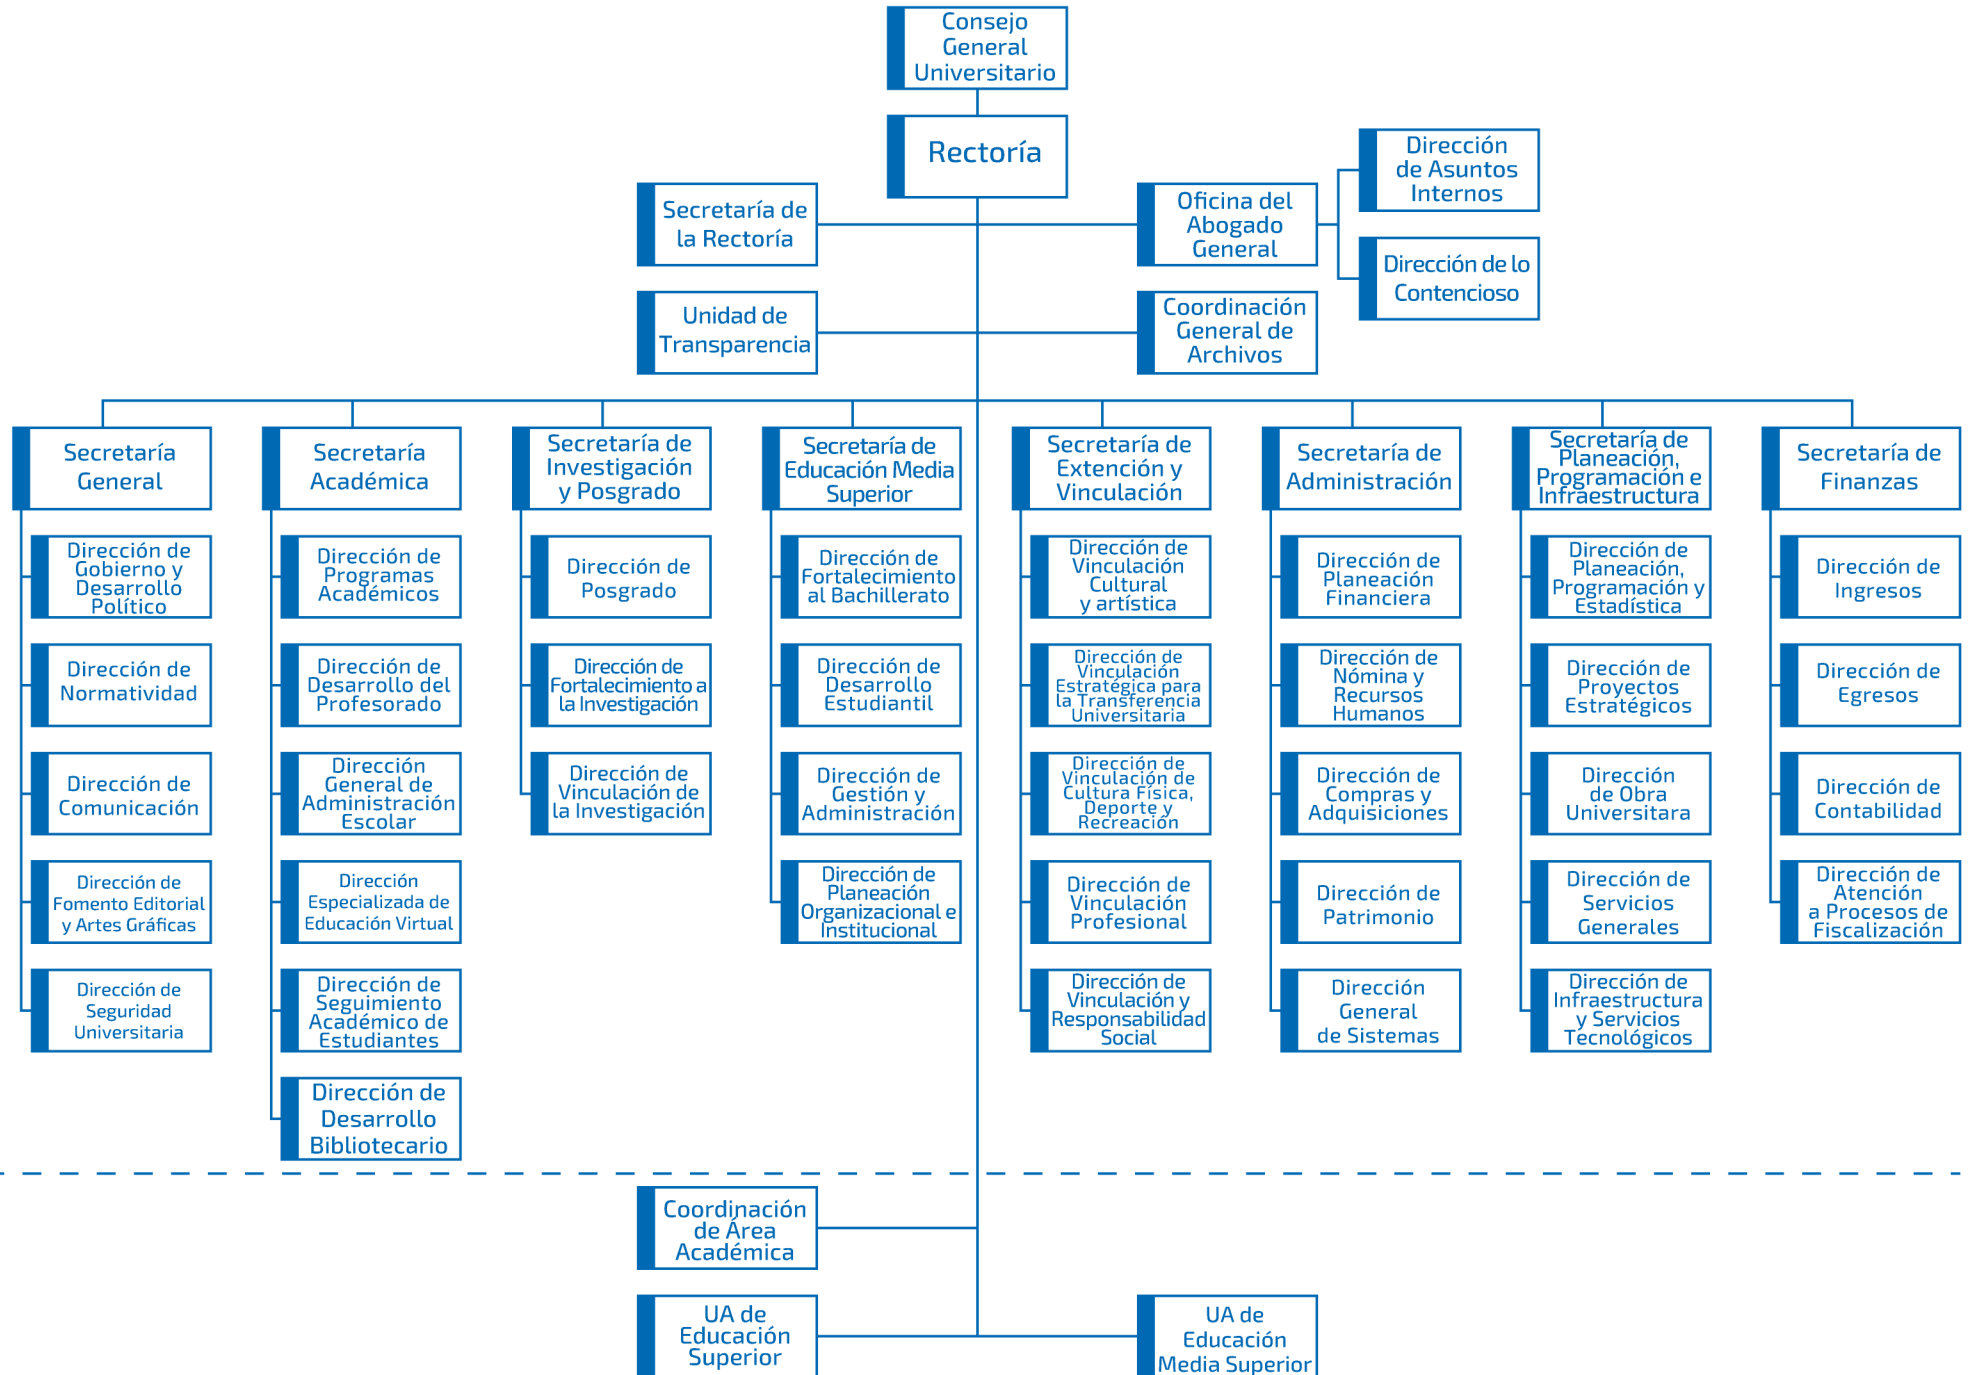 Consejo
General
Universitario
Rectoría
Secretaría de
la Rectoría
Oficina del
Abogado
General
Dirección
de Asuntos
Internos
Dirección de lo
Contencioso
Unidad de
Transparencia
Coordinación
General de
Archivos
Secretaría
General
Dirección de
Gobierno y
Desarrollo
Político
Dirección de
Normatividad
Dirección de
Comunicación
Dirección de
Fomento Editorial
y Artes Gráficas
Dirección de
Seguridad
Universitaria
Secretaría
Académica
Dirección de
Programas
Académicos
Dirección de
Desarrollo del
Profesorado
Dirección
General de
Administración
Escolar
Dirección
Especializada de
Educación Virtual
Dirección de
Seguimiento
Académico de
Estudiantes
Dirección de
Desarrollo
Bibliotecario
Secretaría de
Investigación
y Posgrado
Dirección de
Posgrado
Dirección de
Fortalecimiento a
la Investigación
Dirección de
Vinculación de
la Investigación
Secretaría de
Educación Media
Superior
Dirección de
Fortalecimiento
al Bachillerato
Dirección de
Desarrollo
Estudiantil
Dirección de
Gestión y
Administración
Dirección de
Planeación
Organizacional e
Institucional
Secretaría de
Extención y
Vinculación
Dirección de
Vinculación
Cultural
y artística
Dirección de
Vinculación
Estratégica para
la Transferencia
Universitaria
Dirección de
Vinculación de
Cultura Física,
Deporte y
Recreación
Dirección de
Vinculación
Profesional
Dirección de
Vinculación y
Responsabilidad
Social
Secretaría de
Administración
Dirección de
Planeación
Financiera
Dirección de
Nómina y
Recursos
Humanos
Dirección de
Compras y
Adquisiciones
Dirección de
Patrimonio
Dirección
General
de Sistemas
Secretaría de
Planeación,
Programación e
Infraestructura
Dirección de
Planeación,
Programación y
Estadística
Dirección de
Proyectos
Estratégicos
Dirección
de Obra
Universitara
Dirección de
Servicios
Generales
Dirección de
Infraestructura
y Servicios
Tecnológicos
Secretaría de
Finanzas
Dirección de
Ingresos
Dirección de
Egresos
Dirección de
Contabilidad
Dirección de
Atención
a Procesos de
Fiscalización
Coordinación
de Área
Académica
UA de
Educación
Superior
UA de
Educación
Media Superior